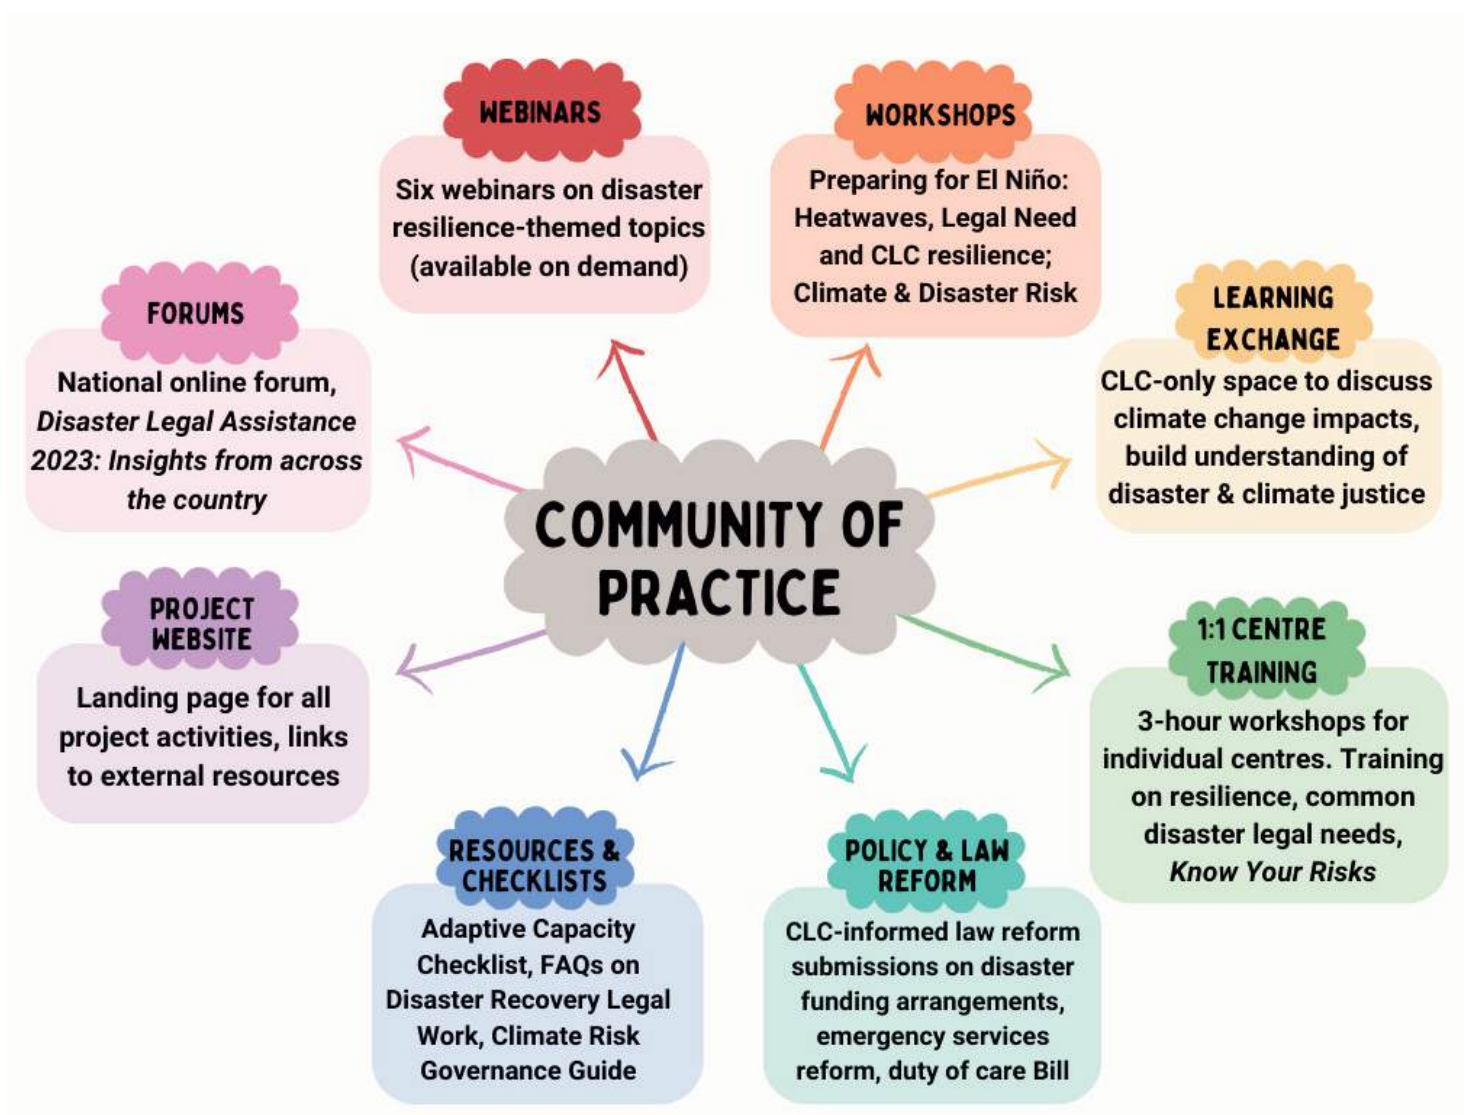 WEBINARS
Six webinars on disaster
resilience-themed topics
(available on demand)
WORKSHOPS
Preparing for El Niño:
Heatwaves, Legal Need
and CLC resilience;
Climate & Disaster Risk
FORUMS
National online forum,
Disaster Legal Assistance
2023: Insights from across
the country
LEARNING
EXCHANGE
CLC-only space to discuss
climate change impacts,
build understanding of
disaster & climate justice
COMMUNITY OF
PRACTICE
PROJECT
WEBSITE
Landing page for all
project activities, links
to external resources
1:1 CENTRE
TRAINING
3-hour workshops for
individual centres. Training
on resilience, common
disaster legal needs,
Know Your Risks
RESOURCES &
CHECKLISTS
Adaptive Capacity
Checklist, FAQs on
Disaster Recovery Legal
Work, Climate Risk
Governance Guide
POLICY & LAW
REFORM
CLC-informed law reform
submissions on disaster
funding arrangements,
emergency services
reform, duty of care Bill